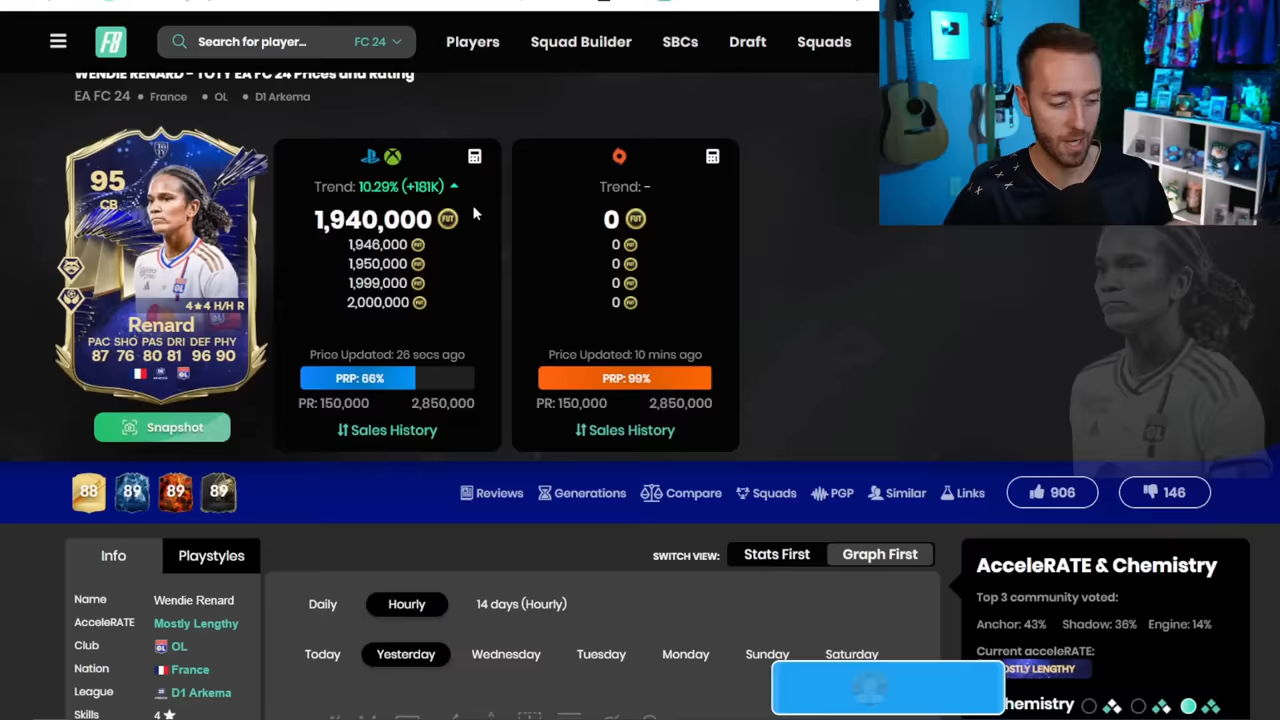 FB Search for player... FC 24 Players Squad Builder SBCs Draft Squads
WENDIE RENARD - TOTY EA FC 24 Prices and Rating
EA FC 24 • France • OL • D1 Arkema
95
CB
4★4 H/H R
Renard
PAC SHO PAS DRI DEF PHY
87 76 80 81 96 90
Snapshot
Trend: 10.29% (+181K)
1,940,000
1,946,000
1,950,000
1,999,000
2,000,000
Price Updated: 26 secs ago
PRP: 66%
PR: 150,000 2,850,000
Sales History
Trend: -
0
0
0
0
0
Price Updated: 10 mins ago
PRP: 99%
PR: 150,000 2,850,000
Sales History
88 89 89 89
Reviews Generations Compare Squads PGP Similar Links 906 146
Info Playstyles
Name Wendie Renard
AcceleRATE Mostly Lengthy
Club OL
Nation France
League D1 Arkema
Skills 4★
SWITCH VIEW: Stats First Graph First
Daily Hourly 14 days (Hourly)
Today Yesterday Wednesday Tuesday Monday Sunday Saturday
AcceleRATE & Chemistry
Top 3 community voted:
Anchor: 43% Shadow: 36% Engine: 14%
Current acceleRATE:
OSTLY LENGTHY
hemistry